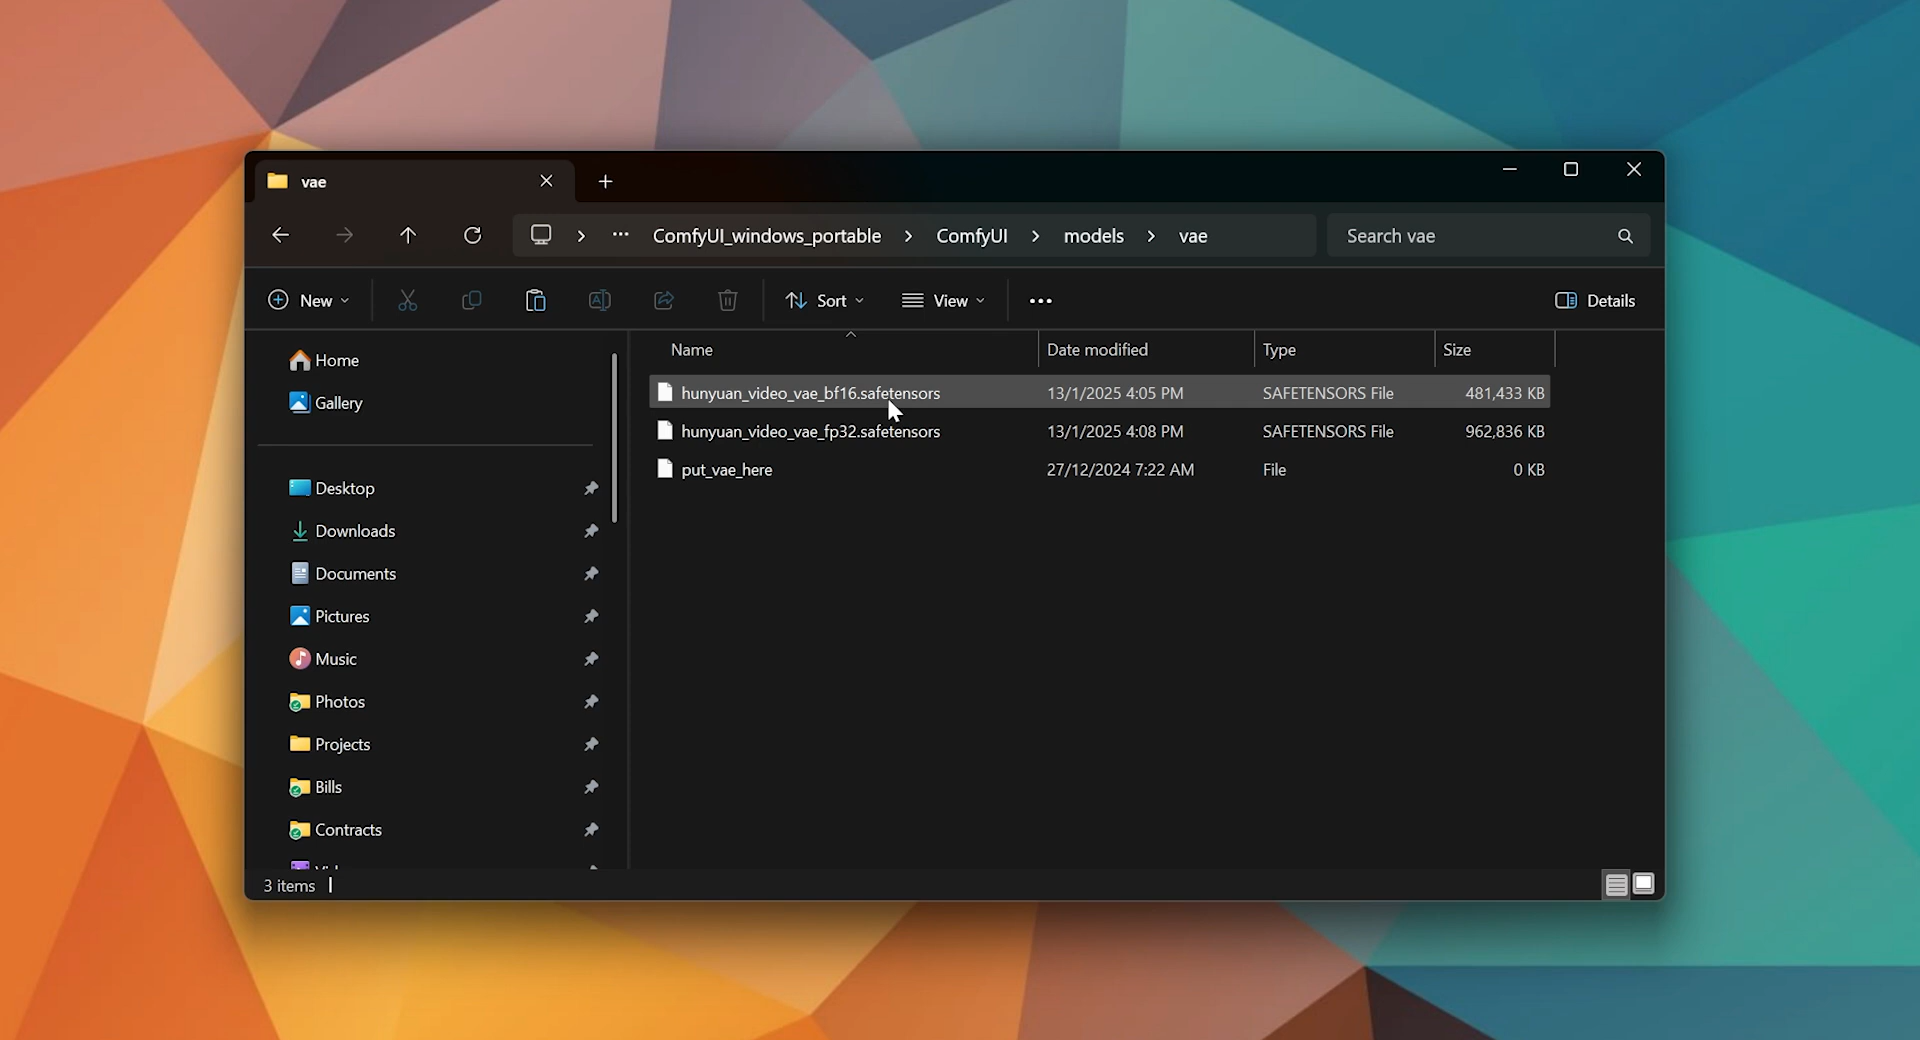 vae
ComfyUI_windows_portable > ComfyUI > models > vae
Search vae
New
Sort
View
Details
Home
Gallery
Desktop
Downloads
Documents
Pictures
Music
Photos
Projects
Bills
Contracts
Name Date modified Type Size
hunyuan_video_vae_bf16.safetensors 13/1/2025 4:05 PM SAFETENSORS File 481,433 KB
hunyuan_video_vae_fp32.safetensors 13/1/2025 4:08 PM SAFETENSORS File 962,836 KB
put_vae_here 27/12/2024 7:22 AM File 0 KB
3 items